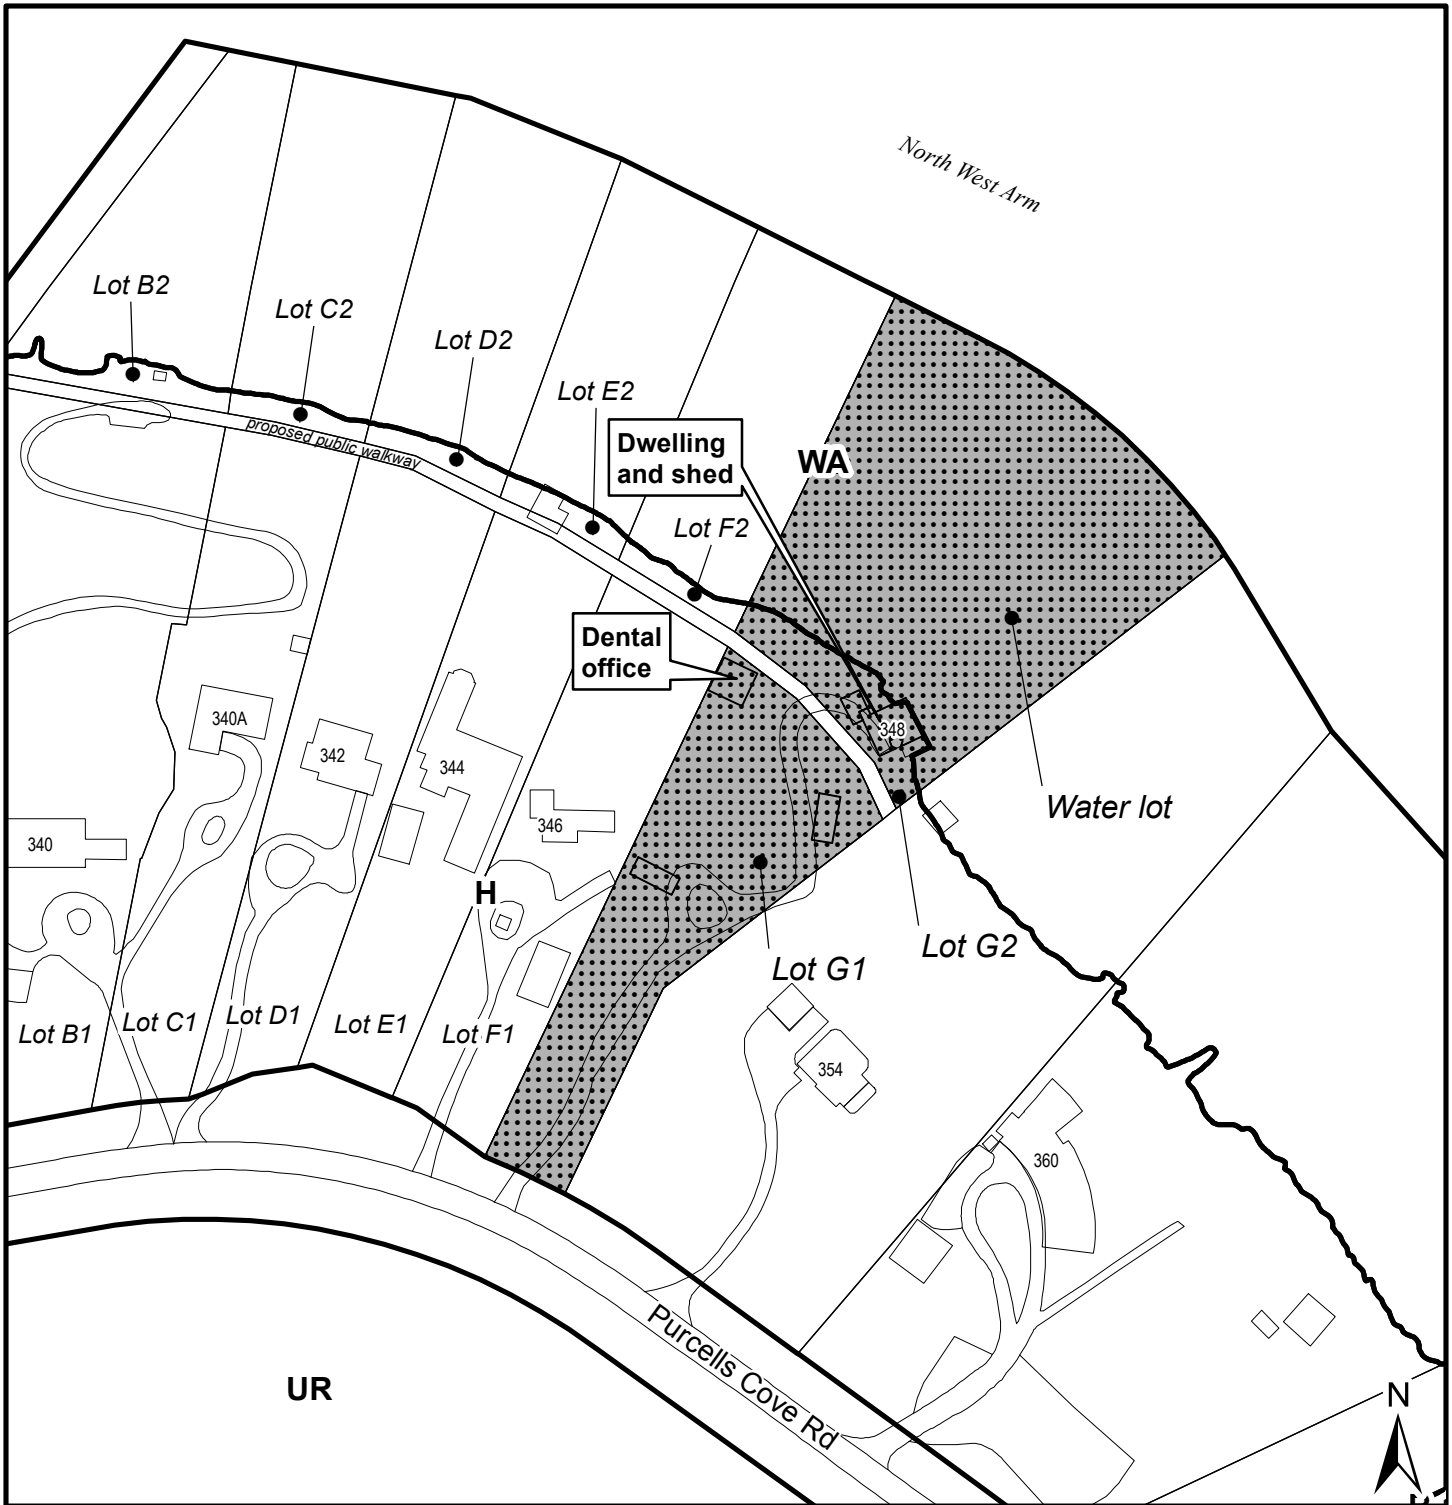 North West Arm
Lot B2
Lot C2
Lot D2
Lot E2
proposed public walkway
Dwelling
and shed
WA
Lot F2
Dental
office
340A
342
344
348
346
340
Water lot
H
Lot G2
Lot G1
Lot B1
Lot C1
Lot D1
Lot E1
Lot F1
354
360
Purcells Cove Rd
UR
N